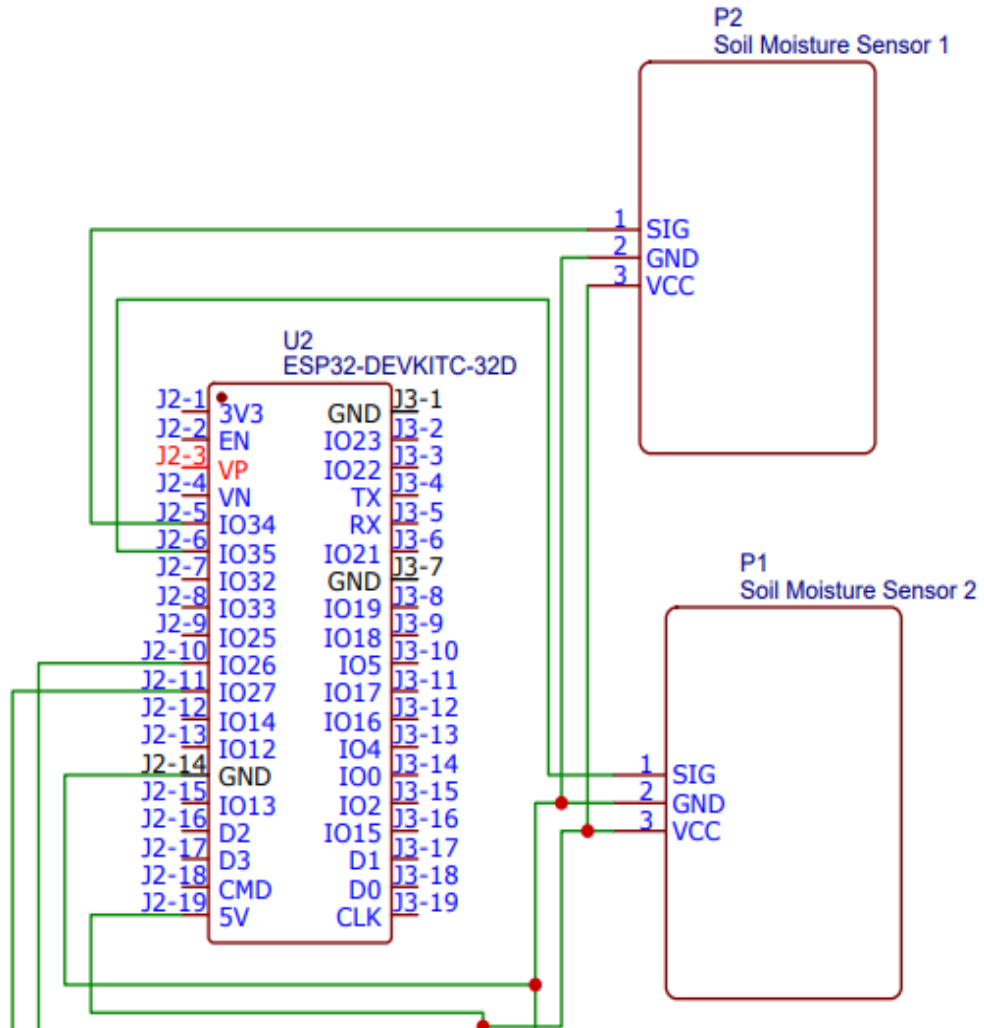 P2
Soil Moisture Sensor 1
1 SIG
2 GND
3 VCC
U2
ESP32-DEVKITC-32D
J2-1 3V3 GND J3-1
J2-2 EN IO23 J3-2
J2-3 VP IO22 J3-3
J2-4 VN TX J3-4
J2-5 IO34 RX J3-5
J2-6 IO35 IO21 J3-6
J2-7 IO32 GND J3-7
J2-8 IO33 IO19 J3-8
J2-9 IO25 IO18 J3-9
J2-10 IO26 IO5 J3-10
J2-11 IO27 IO17 J3-11
J2-12 IO14 IO16 J3-12
J2-13 IO12 IO4 J3-13
J2-14 GND IO0 J3-14
J2-15 IO13 IO2 J3-15
J2-16 D2 IO15 J3-16
J2-17 D3 D1 J3-17
J2-18 CMD D0 J3-18
J2-19 5V CLK J3-19
P1
Soil Moisture Sensor 2
1 SIG
2 GND
3 VCC